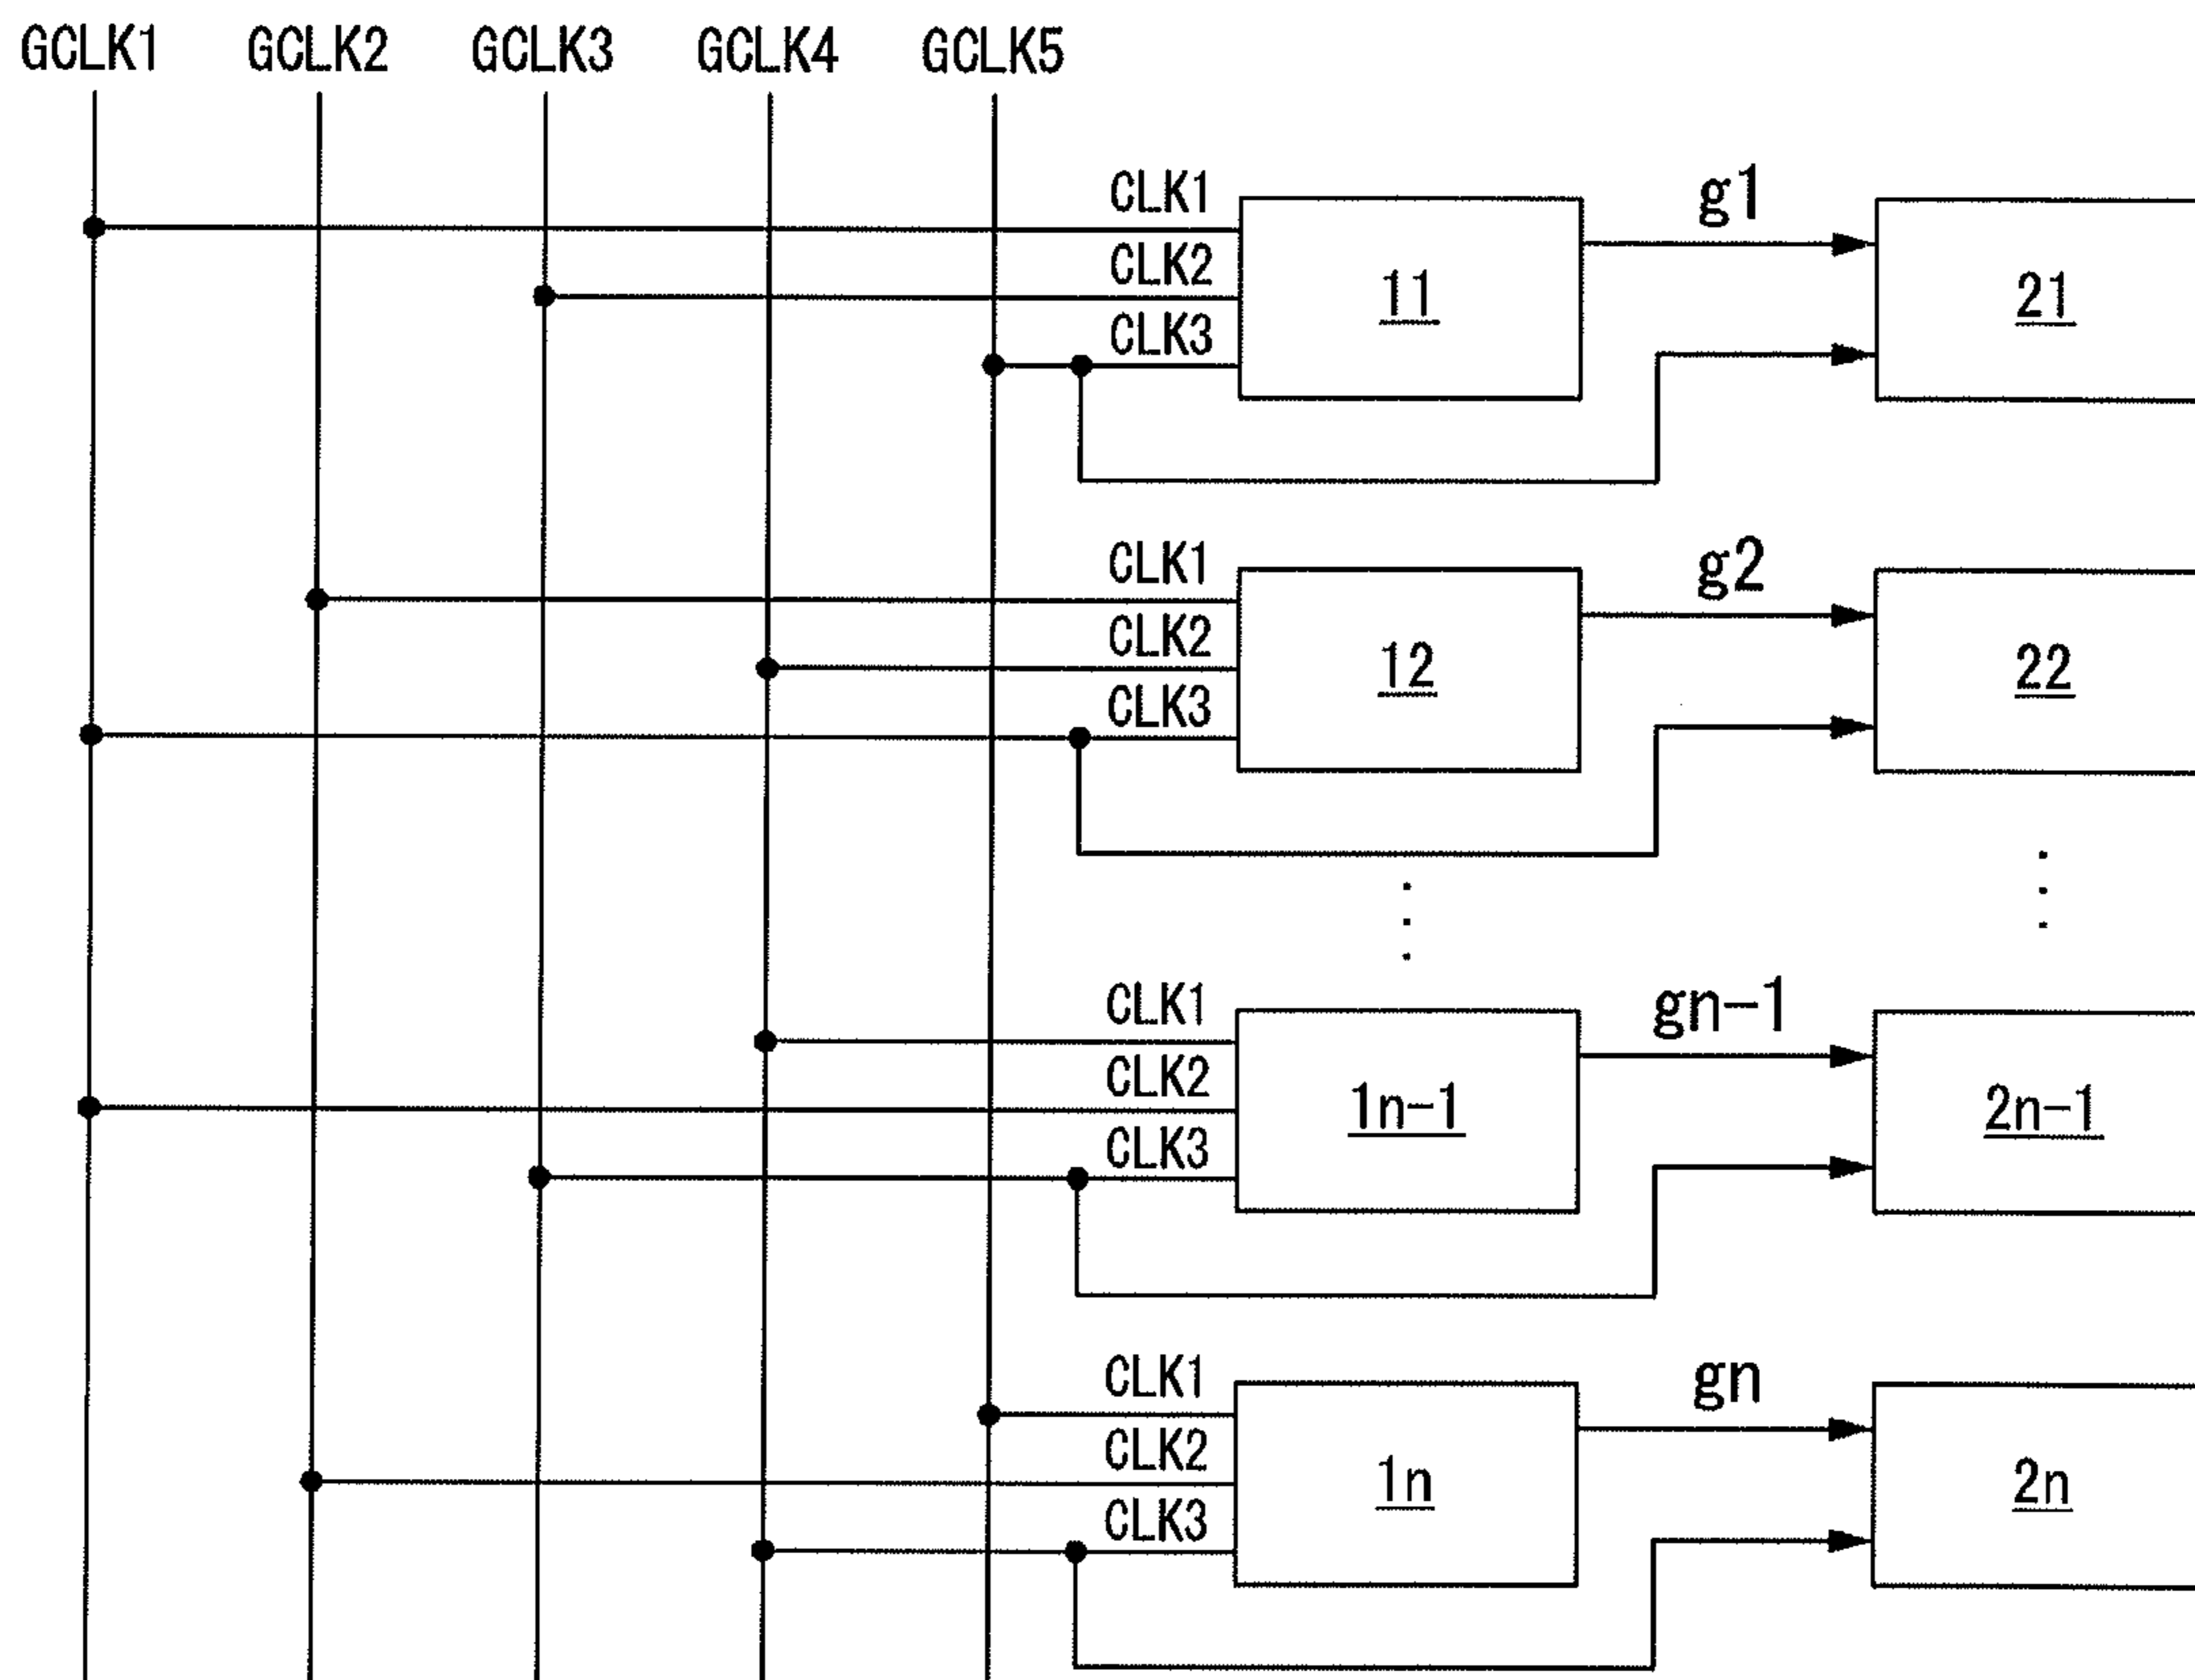 GCLK1 GCLK2 GCLK3 GCLK4 GCLK5
CLK1
CLK2
CLK3
11
g1
21
CLK1
CLK2
CLK3
12
g2
22
CLK1
CLK2
CLK3
1n-1
gn-1
2n-1
CLK1
CLK2
CLK3
1n
gn
2n